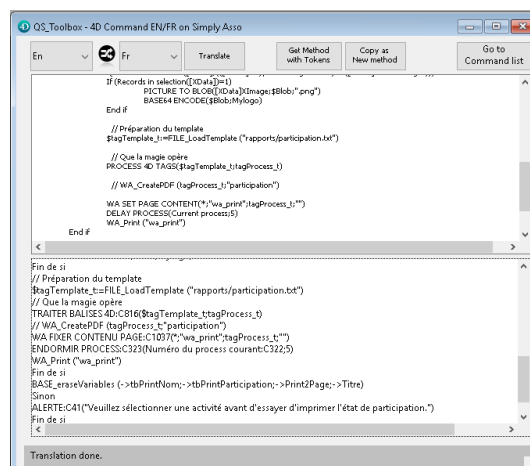 QS_Toolbox - 4D Command EN/FR on Simply Asso
En Fr Translate Get Method with Tokens Copy as New method Go to Command list
If(Records in selection([XData])=1)
PICTURE TO BLOB([XData]XImage;$Blob;".png")
BASE64 ENCODE($Blob;Mylogo)
End if
// Préparation du template
$tagTemplate_t:=FILE_LoadTemplate ("rapports/participation.txt")
// Que la magie opère
PROCESS 4D TAGS($tagTemplate_t;tagProcess_t)
// WA_CreatePDF (tagProcess_t;"participation")
WA SET PAGE CONTENT(*;"wa_print";tagProcess_t;"")
DELAY PROCESS(Current process;5)
WA_Print ("wa_print")
End if
Fin de si
// Préparation du template
$tagTemplate_t:=FILE_LoadTemplate ("rapports/participation.txt")
// Que la magie opère
TRAITER BALISES 4D:C816($tagTemplate_t;tagProcess_t)
// WA_CreatePDF (tagProcess_t;"participation")
WA FIXER CONTENU PAGE:C1037(*;"wa_print";tagProcess_t;"")
ENDORMIR PROCESS:C323(Numéro du process courant:C322;5)
WA_Print ("wa_print")
Fin de si
BASE_eraseVariables (->tbPrintNom;->tbPrintParticipation;->Print2Page;->Titre)
Sinon
ALERTE:C41("Veuillez sélectionner une activité avant d'essayer d'imprimer l'état de participation.")
Fin de si
Translation done.